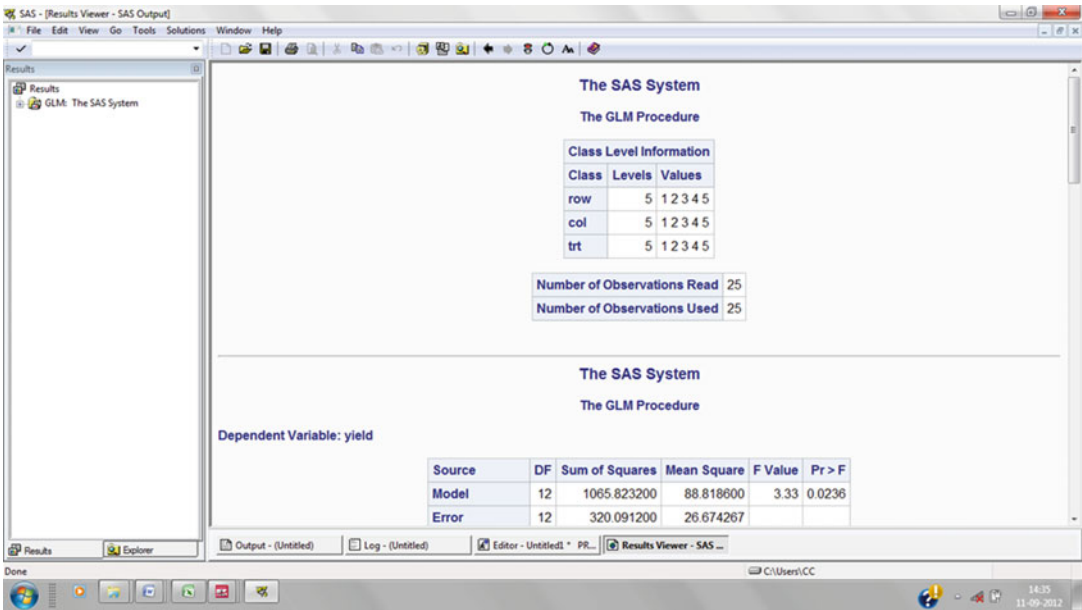 SAS - [Results Viewer - SAS Output]
File Edit View Go Tools Solutions Window Help
Results
Results
GLM: The SAS System
The SAS System
The GLM Procedure
Class Level Information
Class Levels Values
row 5 1 2 3 4 5
col 5 1 2 3 4 5
trt 5 1 2 3 4 5
Number of Observations Read 25
Number of Observations Used 25
The SAS System
The GLM Procedure
Dependent Variable: yield
Source DF Sum of Squares Mean Square F Value Pr > F
Model 12 1065.823200 88.818600 3.33 0.0236
Error 12 320.091200 26.674267
Results Explorer
Output - (Untitled) Log - (Untitled) Editor - Untitled1 * PR... Results Viewer - SAS ...
Done C:\Users\CC
14:35
11-09-2012